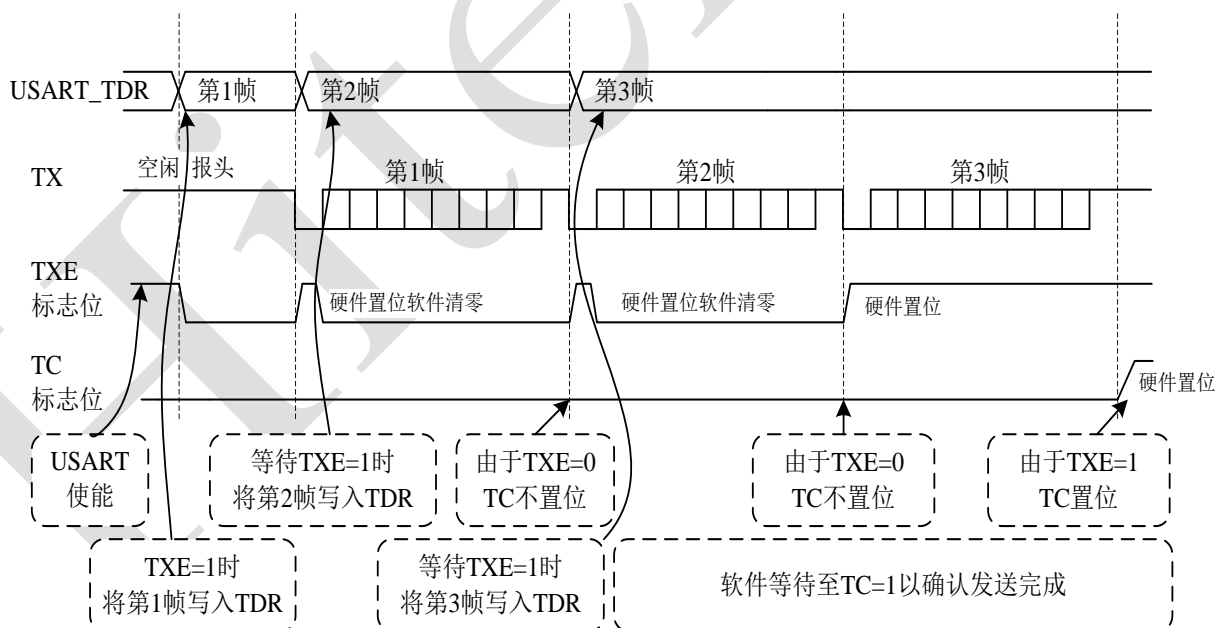 USART_TDR
第1帧
第2帧
第3帧
TX
空闲 报头
第1帧
第2帧
第3帧
TXE
标志位
硬件置位软件清零
硬件置位软件清零
硬件置位
TC
标志位
硬件置位
USART
使能
等待TXE=1时
将第2帧写入TDR
由于TXE=0
TC不置位
由于TXE=0
TC不置位
由于TXE=1
TC置位
TXE=1时
将第1帧写入TDR
等待TXE=1时
将第3帧写入TDR
软件等待至TC=1以确认发送完成
Hite